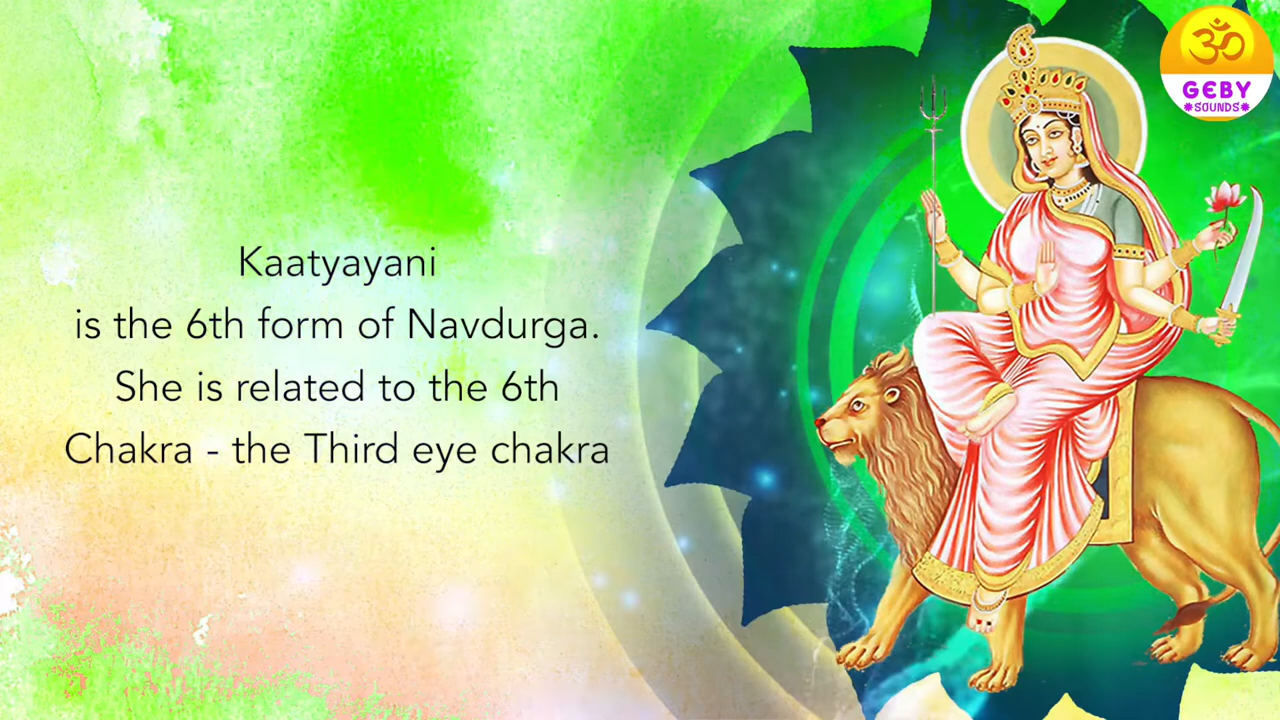 Kaatyayani
is the 6th form of Navdurga.
She is related to the 6th
Chakra - the Third eye chakra
ॐ
GEBY
SOUNDS